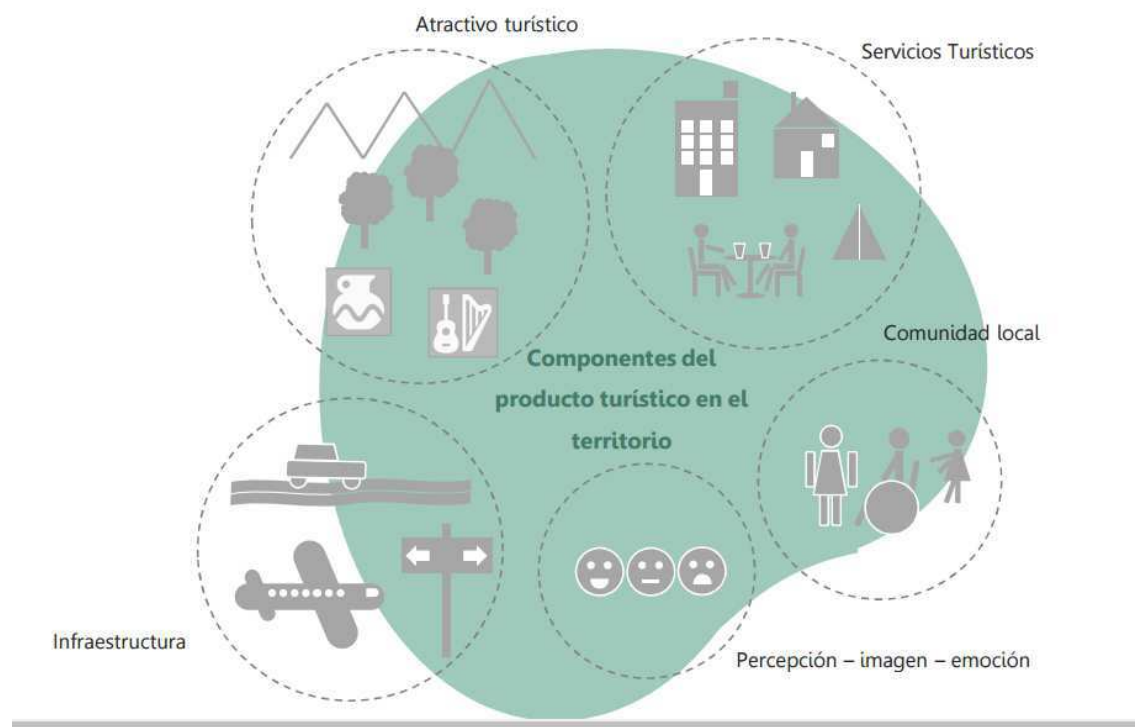 Atractivo turístico
Servicios Turísticos
Comunidad local
Componentes del
producto turístico en el
territorio
Infraestructura
Percepción – imagen – emoción